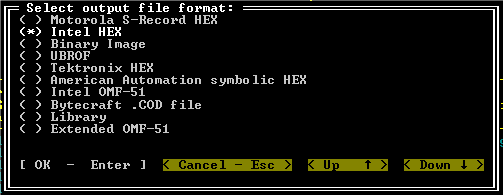 Select output file format:
( ) Motorola S-Record HEX
(*) Intel HEX
( ) Binary Image
( ) UBROF
( ) Tektronix HEX
( ) American Automation symbolic HEX
( ) Intel OMF-51
( ) Bytecraft .COD file
( ) Library
( ) Extended OMF-51
[ OK - Enter ] < Cancel - Esc > < Up ↑ > < Down ↓ >